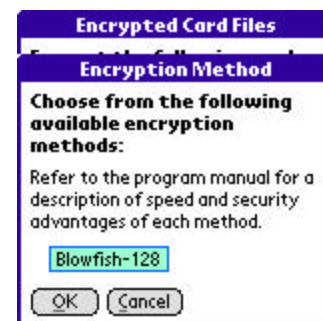 Encrypted Card Files
Encryption Method
Choose from the following
available encryption
methods:
Refer to the program manual for a
description of speed and security
advantages of each method.
Blowfish-128
OK Cancel